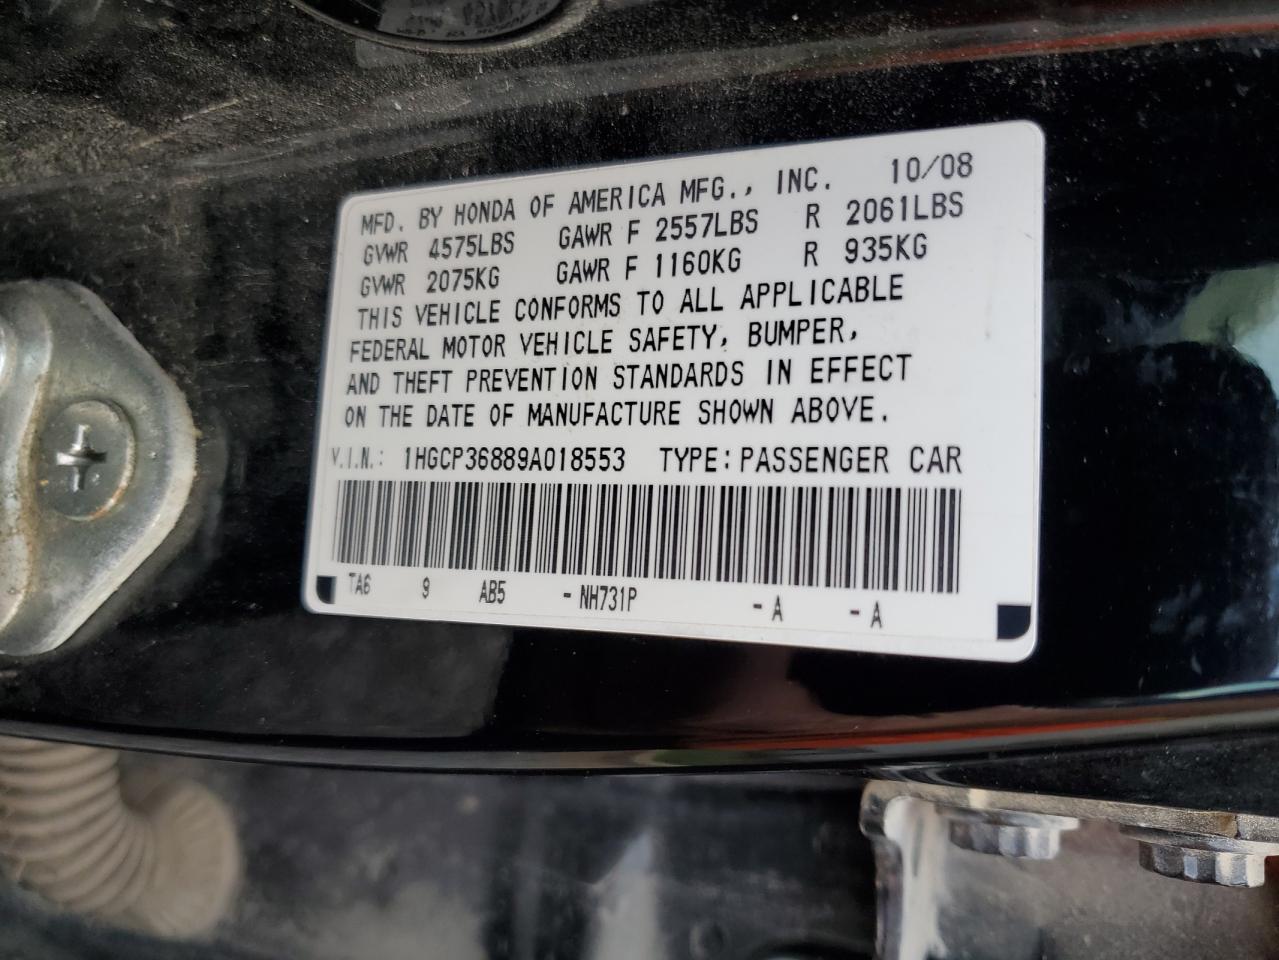 MFD. BY HONDA OF AMERICA MFG., INC. 10/08
GVWR 4575LBS GAWR F 2557LBS R 2061LBS
GVWR 2075KG GAWR F 1160KG R 935KG
THIS VEHICLE CONFORMS TO ALL APPLICABLE
FEDERAL MOTOR VEHICLE SAFETY, BUMPER,
AND THEFT PREVENTION STANDARDS IN EFFECT
ON THE DATE OF MANUFACTURE SHOWN ABOVE.
V.I.N.: 1HGCP36889A018553 TYPE: PASSENGER CAR
TA6 9 AB5 - NH731P - A - A